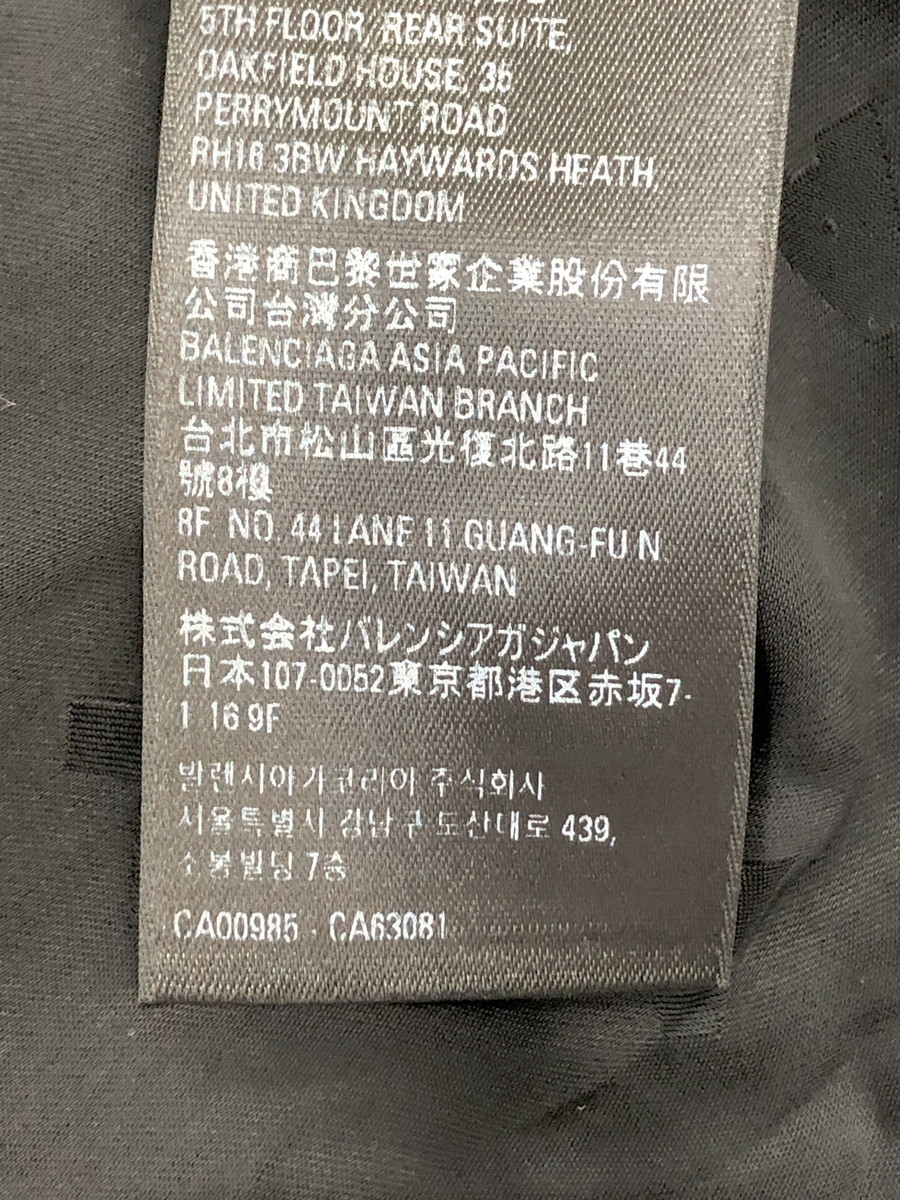 5TH FLOOR, REAR SUITE,
OAKFIELD HOUSE, 35
PERRYMOUNT ROAD
RH16 3BW HAYWARDS HEATH,
UNITED KINGDOM
香港商巴黎世家企業股份有限
公司台灣分公司
BALENCIAGA ASIA PACIFIC
LIMITED TAIWAN BRANCH
台北市松山區光復北路11巷44
號8樓
8F. NO. 44 LANE 11 GUANG-FU N
ROAD, TAPEI, TAIWAN
株式会社バレンシアガジャパン
日本107-0052東京都港区赤坂7-
1 16 9F
발렌시아가코리아 주식회사
서울특별시 강남구 도산대로 439,
소봉빌딩 7층
CA00985 - CA63081